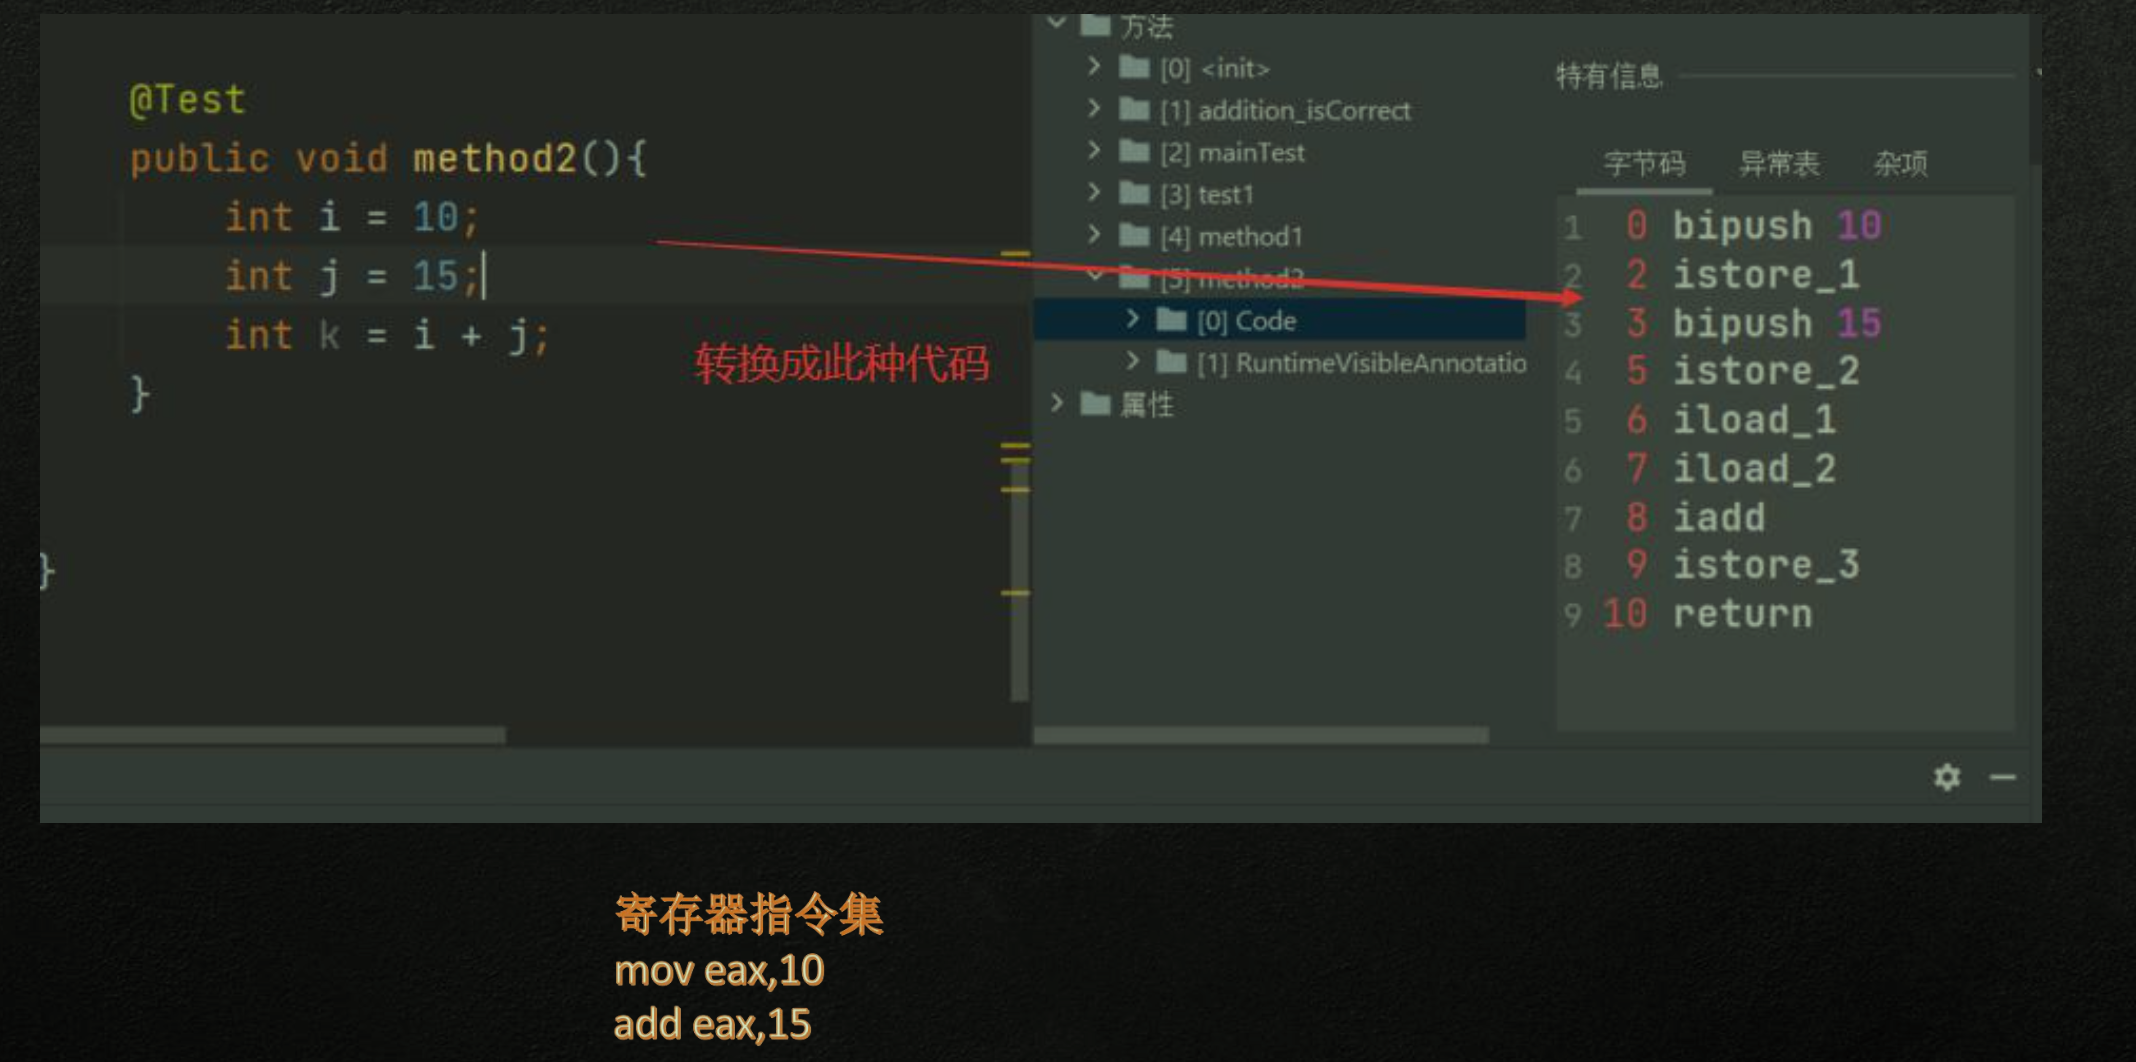 @Test
public void method2(){
int i = 10;
int j = 15;
int k = i + j;
}
}
转换成此种代码
方法
[0] <init>
[1] addition_isCorrect
[2] mainTest
[3] test1
[4] method1
[5] method2
[0] Code
[1] RuntimeVisibleAnnotatio
属性
特有信息
字节码 异常表 杂项
1 0 bipush 10
2 2 istore_1
3 3 bipush 15
4 5 istore_2
5 6 iload_1
6 7 iload_2
7 8 iadd
8 9 istore_3
9 10 return
寄存器指令集
mov eax,10
add eax,15